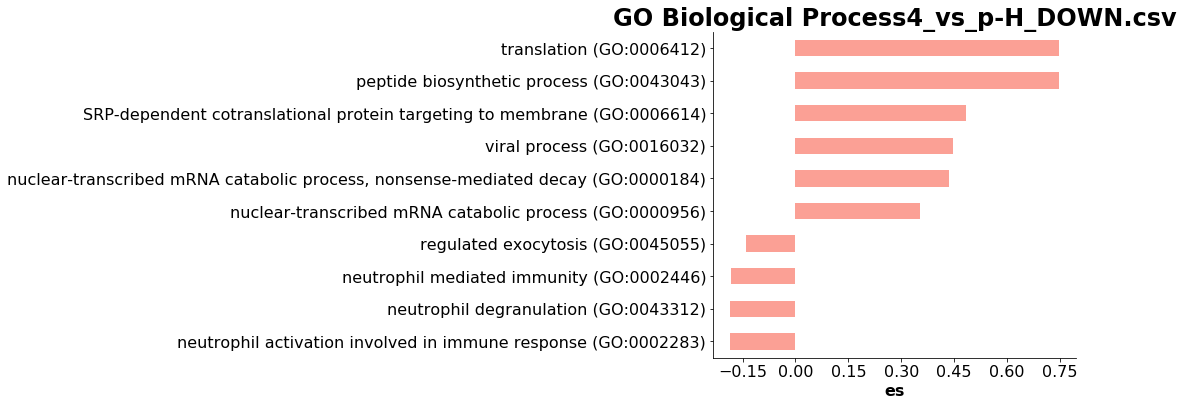 GO Biological Process4_vs_p-H_DOWN.csv
translation (GO:0006412)
peptide biosynthetic process (GO:0043043)
SRP-dependent cotranslational protein targeting to membrane (GO:0006614)
viral process (GO:0016032)
nuclear-transcribed mRNA catabolic process, nonsense-mediated decay (GO:0000184)
nuclear-transcribed mRNA catabolic process (GO:0000956)
regulated exocytosis (GO:0045055)
neutrophil mediated immunity (GO:0002446)
neutrophil degranulation (GO:0043312)
neutrophil activation involved in immune response (GO:0002283)
−0.15 0.00 0.15 0.30 0.45 0.60 0.75
es